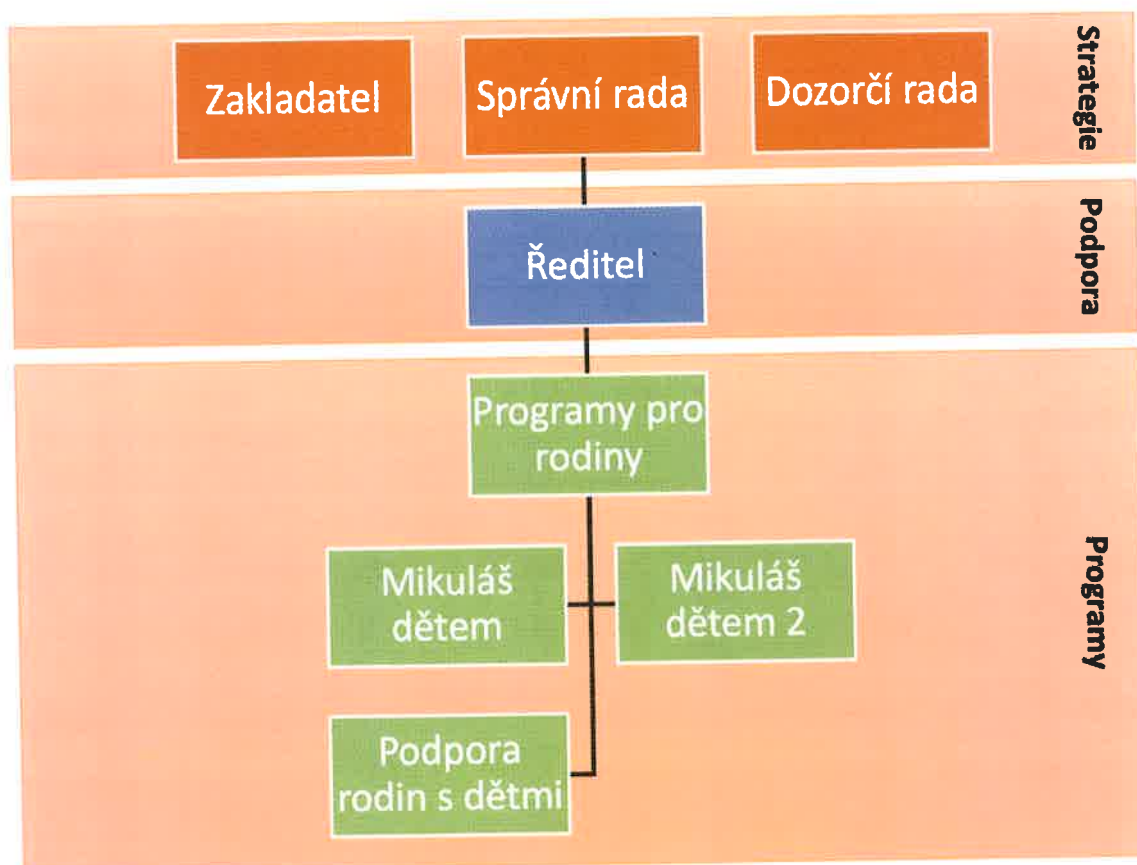 Zakladatel
Správní rada
Dozorčí rada
Strategie
Ředitel
Podpora
Programy pro
rodiny
Mikuláš
dětem
Mikuláš
dětem 2
Podpora
rodin s dětmi
Programy